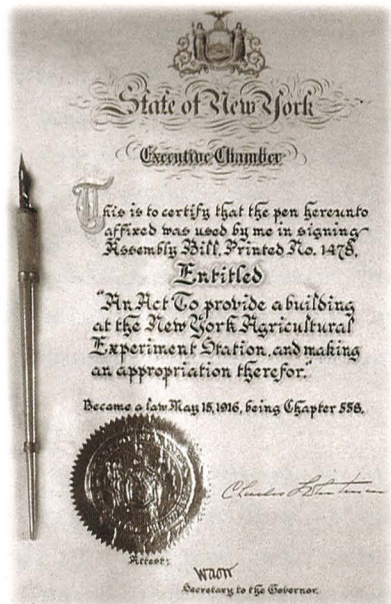 State of New York
Executive Chamber
This is to certify that the pen hereunto
affixed was used by me in signing
Assembly Bill, Printed No. 1478,
Entitled
"An Act To provide a building
at the New York Agricultural
Experiment Station, and making
an appropriation therefor."
Became a law May 15, 1916, being Chapter 558.
Charles
Attest:
Secretary to the Governor.